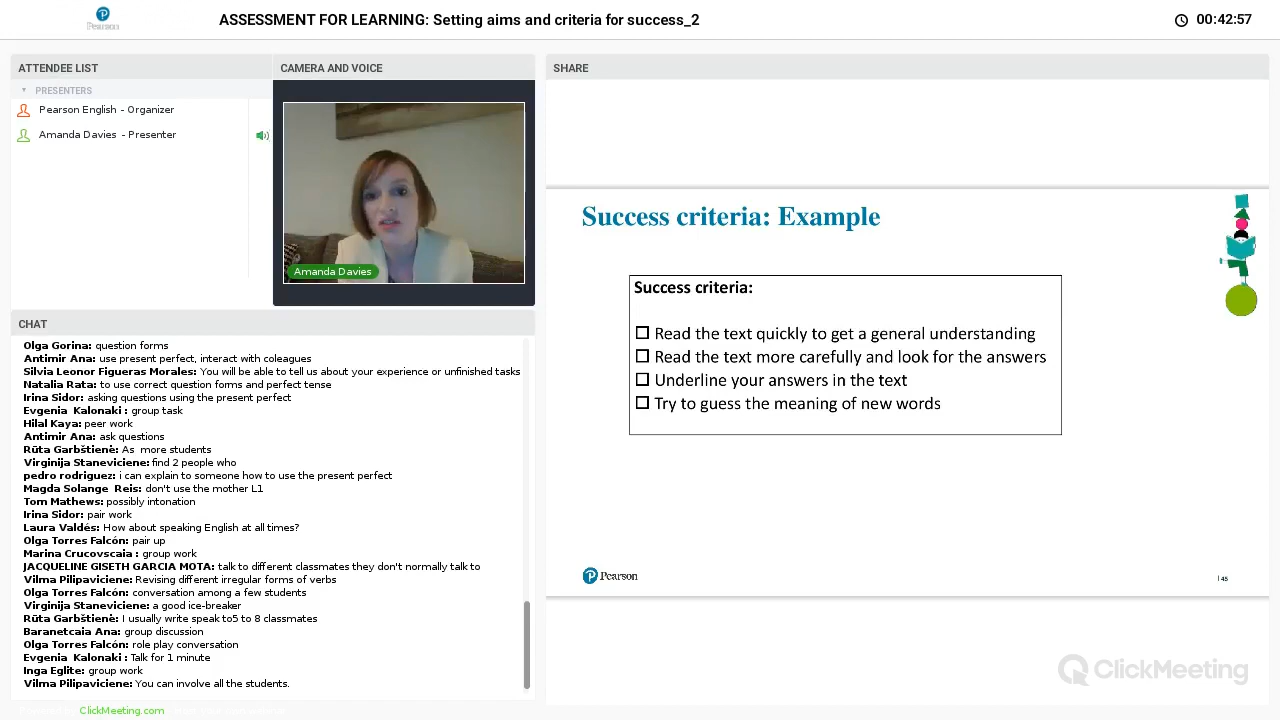 Pearson
ASSESSMENT FOR LEARNING: Setting aims and criteria for success_2
00:42:57
ATTENDEE LIST
PRESENTERS
Pearson English - Organizer
Amanda Davies - Presenter
CAMERA AND VOICE
Amanda Davies
CHAT
Olga Gorina: question forms
Antimir Ana: use present perfect, interact with coleagues
Silvia Leonor Figueras Morales: You will be able to tell us about your experience or unfinished tasks
Natalia Rata: to use correct question forms and perfect tense
Irina Sidor: asking questions using the present perfect
Evgenia Kalonaki : group task
Hilal Kaya: peer work
Antimir Ana: ask questions
Rūta Garbštienė: As more students
Virginija Staneviciene: find 2 people who
pedro rodriguez: i can explain to someone how to use the present perfect
Magda Solange Reis: don't use the mother L1
Tom Mathews: possibly intonation
Irina Sidor: pair work
Laura Valdés: How about speaking English at all times?
Olga Torres Falcón: pair up
Marina Crucovscaia : group work
JACQUELINE GISETH GARCIA MOTA: talk to different classmates they don't normally talk to
Vilma Pilipaviciene: Revising different irregular forms of verbs
Olga Torres Falcón: conversation among a few students
Virginija Staneviciene: a good ice-breaker
Rūta Garbštienė: I usually write speak to5 to 8 classmates
Baranetcaia Ana: group discussion
Olga Torres Falcón: role play conversation
Evgenia Kalonaki : Talk for 1 minute
Inga Eglite: group work
Vilma Pilipaviciene: You can involve all the students.
ClickMeeting.com
SHARE
Success criteria: Example
Success criteria:
Read the text quickly to get a general understanding
Read the text more carefully and look for the answers
Underline your answers in the text
Try to guess the meaning of new words
Pearson
45
ClickMeeting